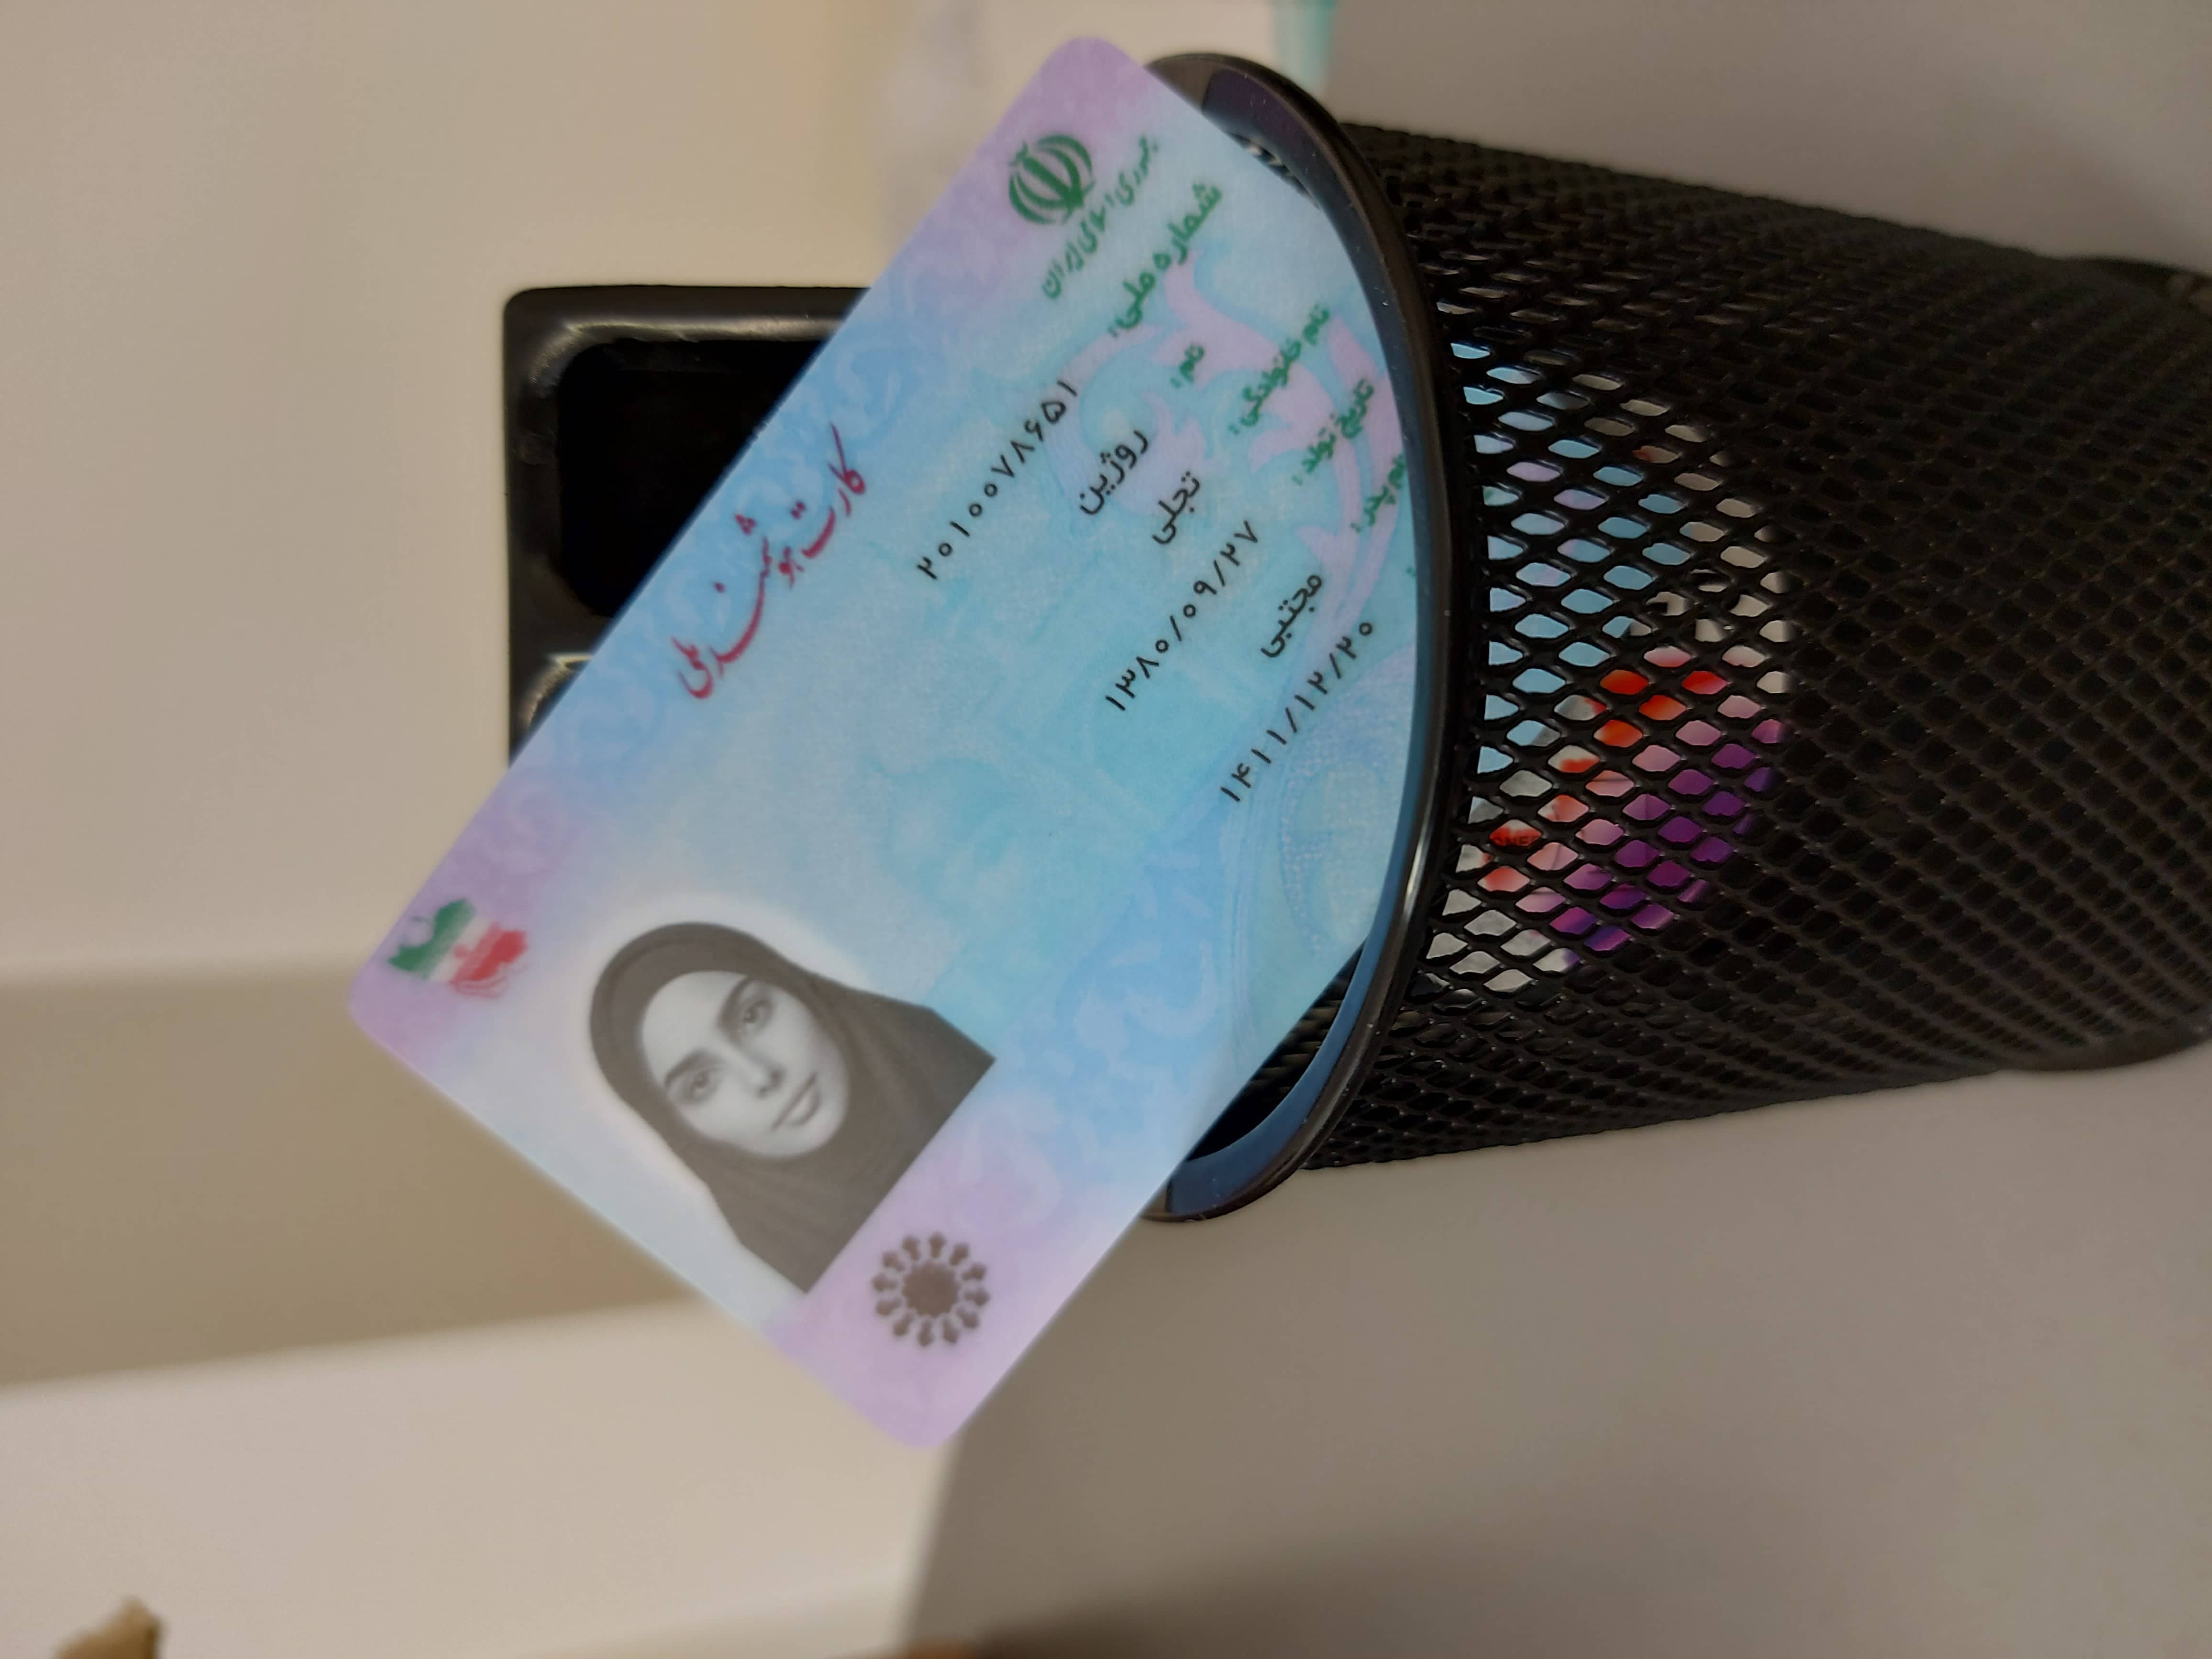 جمهوری اسلامی ایران
کارت هوشمند ملی
شماره ملی: ۲۰۱۰۰۷۸۶۵۱
نام: روژین
نام خانوادگی: تجلی
تاریخ تولد: ۱۳۸۰/۰۹/۲۷
نام پدر: مجتبی
۱۴۱۱/۱۲/۲۰